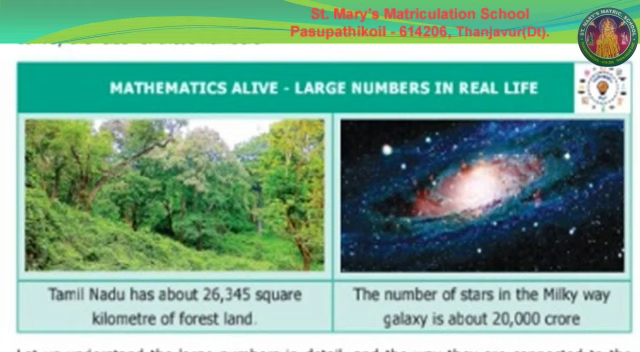 St. Mary's Matriculation School
Pasupathikoil - 614206, Thanjavur(Dt).
MATHEMATICS ALIVE - LARGE NUMBERS IN REAL LIFE
Tamil Nadu has about 26,345 square
kilometre of forest land.
The number of stars in the Milky way
galaxy is about 20,000 crore